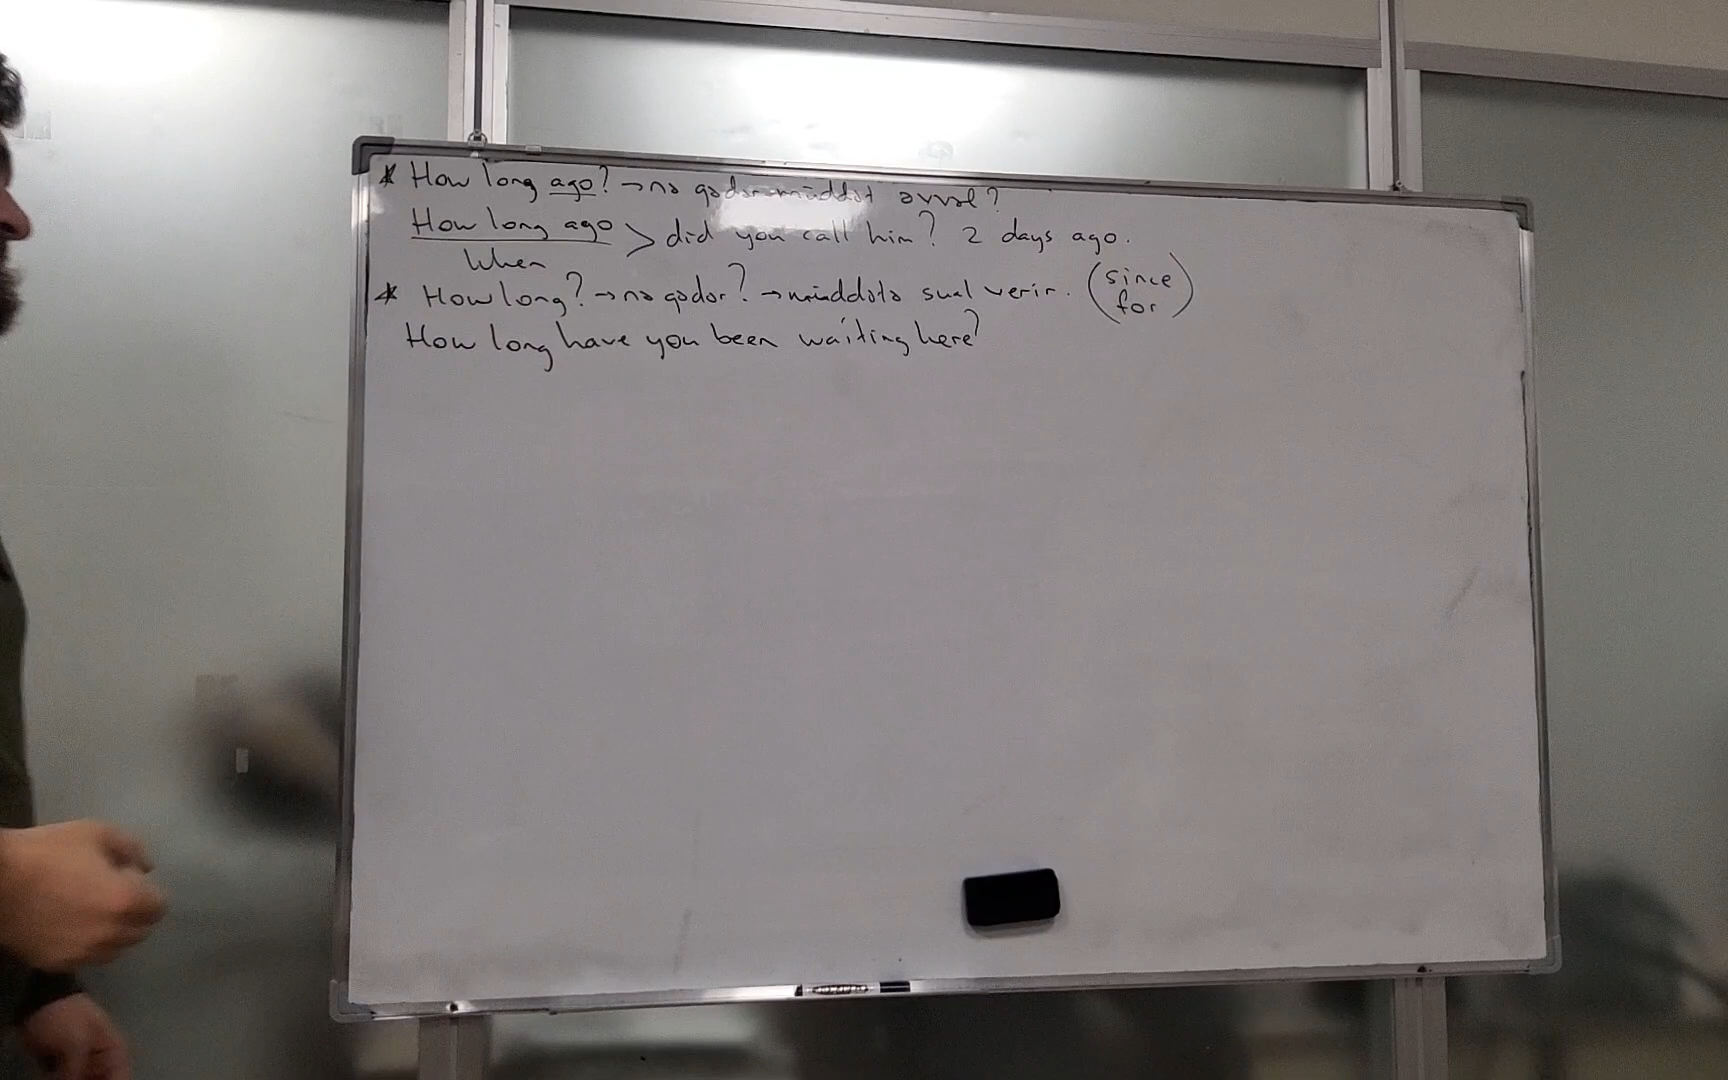 * How long ago? → nə qədər müddət əvvəl?
How long ago > did you call him? 2 days ago.
When
* How long? → nə qədər? → müddətə sual verir. (since
for)
How long have you been waiting here?